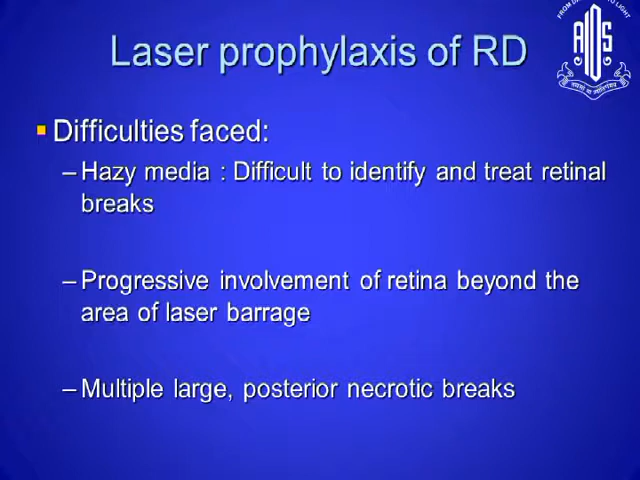 Laser prophylaxis of RD
Difficulties faced:
– Hazy media : Difficult to identify and treat retinal
breaks
– Progressive involvement of retina beyond the
area of laser barrage
– Multiple large, posterior necrotic breaks